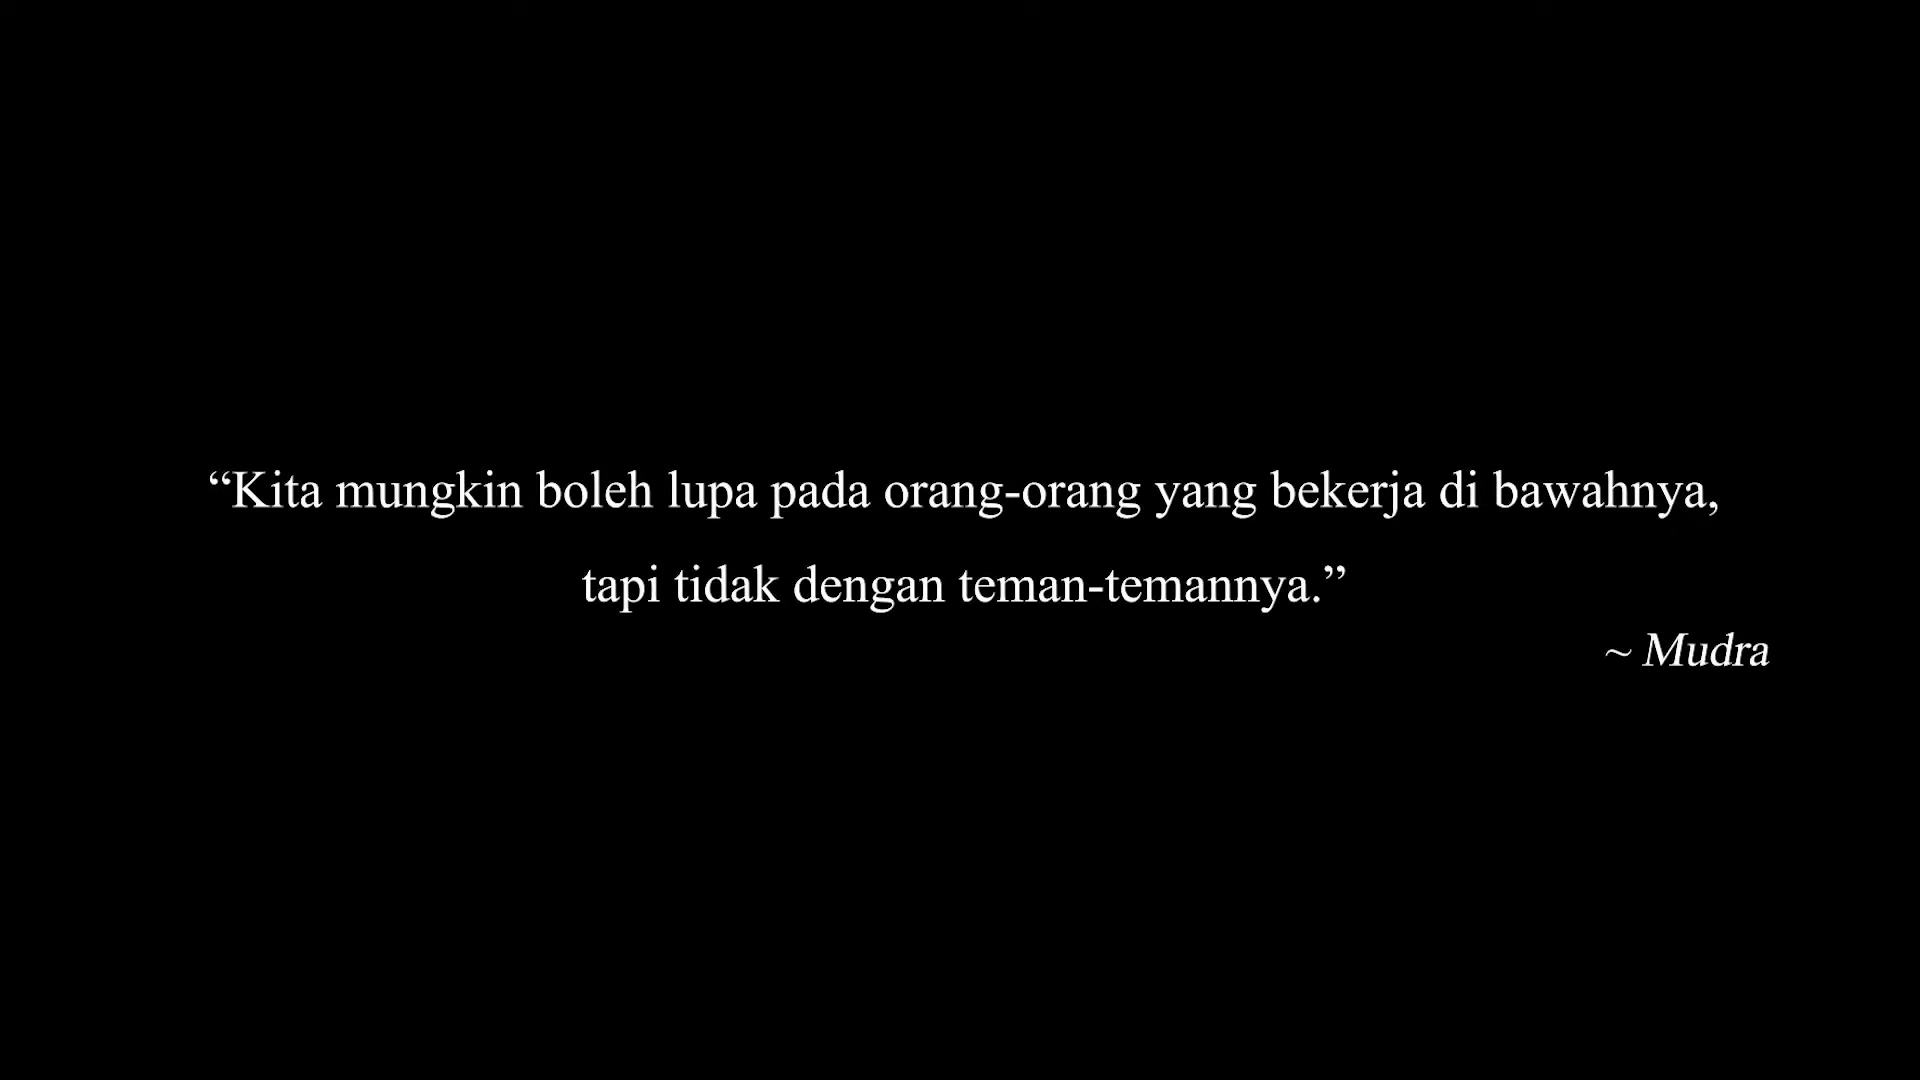 “Kita mungkin boleh lupa pada orang-orang yang bekerja di bawahnya,
tapi tidak dengan teman-temannya.”
~ Mudra